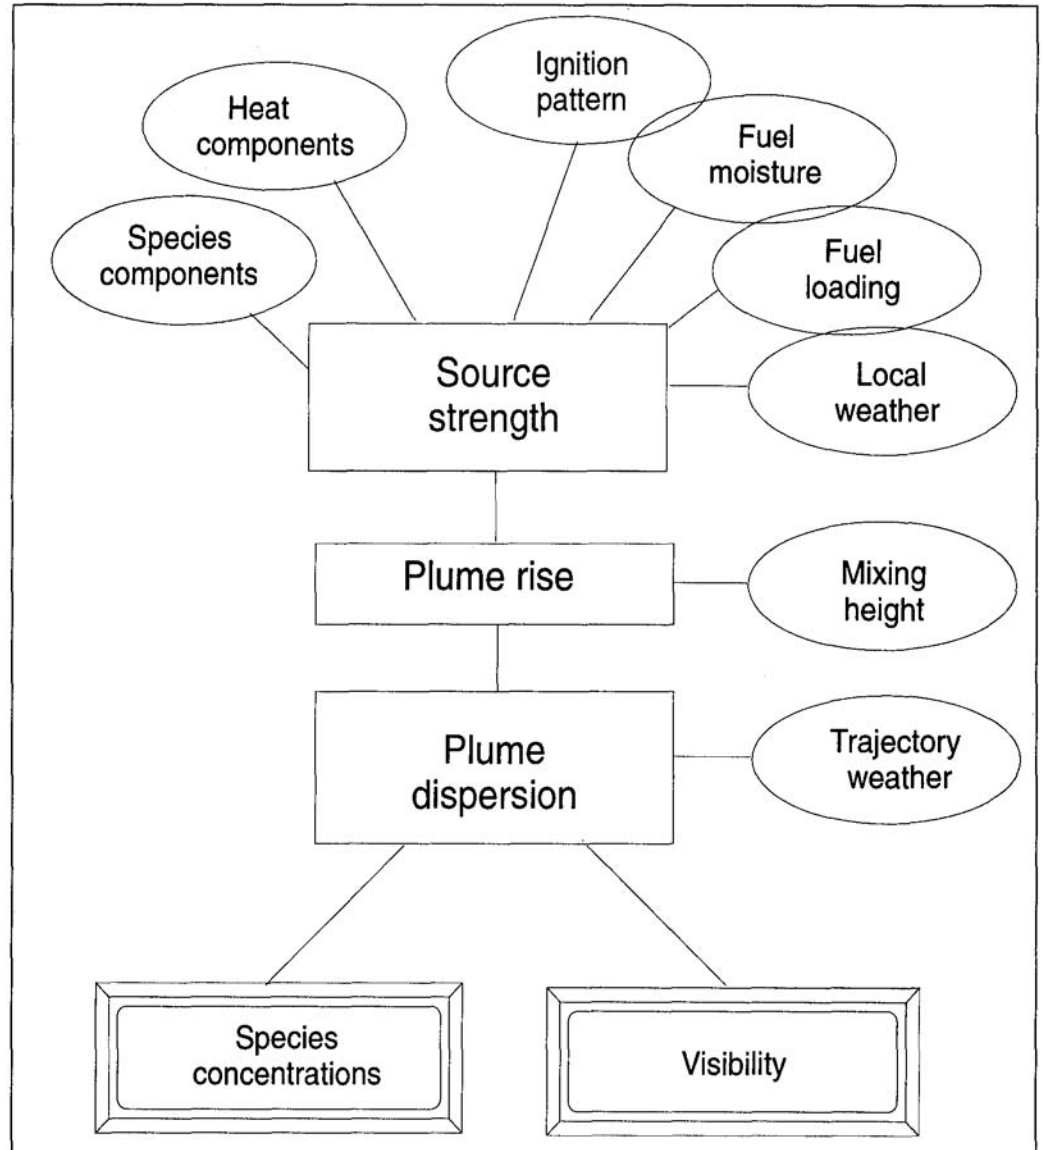 Ignition
pattern
Heat
components
Fuel
moisture
Species
components
Fuel
loading
Source
strength
Local
weather
Plume rise
Mixing
height
Plume
dispersion
Trajectory
weather
Species
concentrations
Visibility